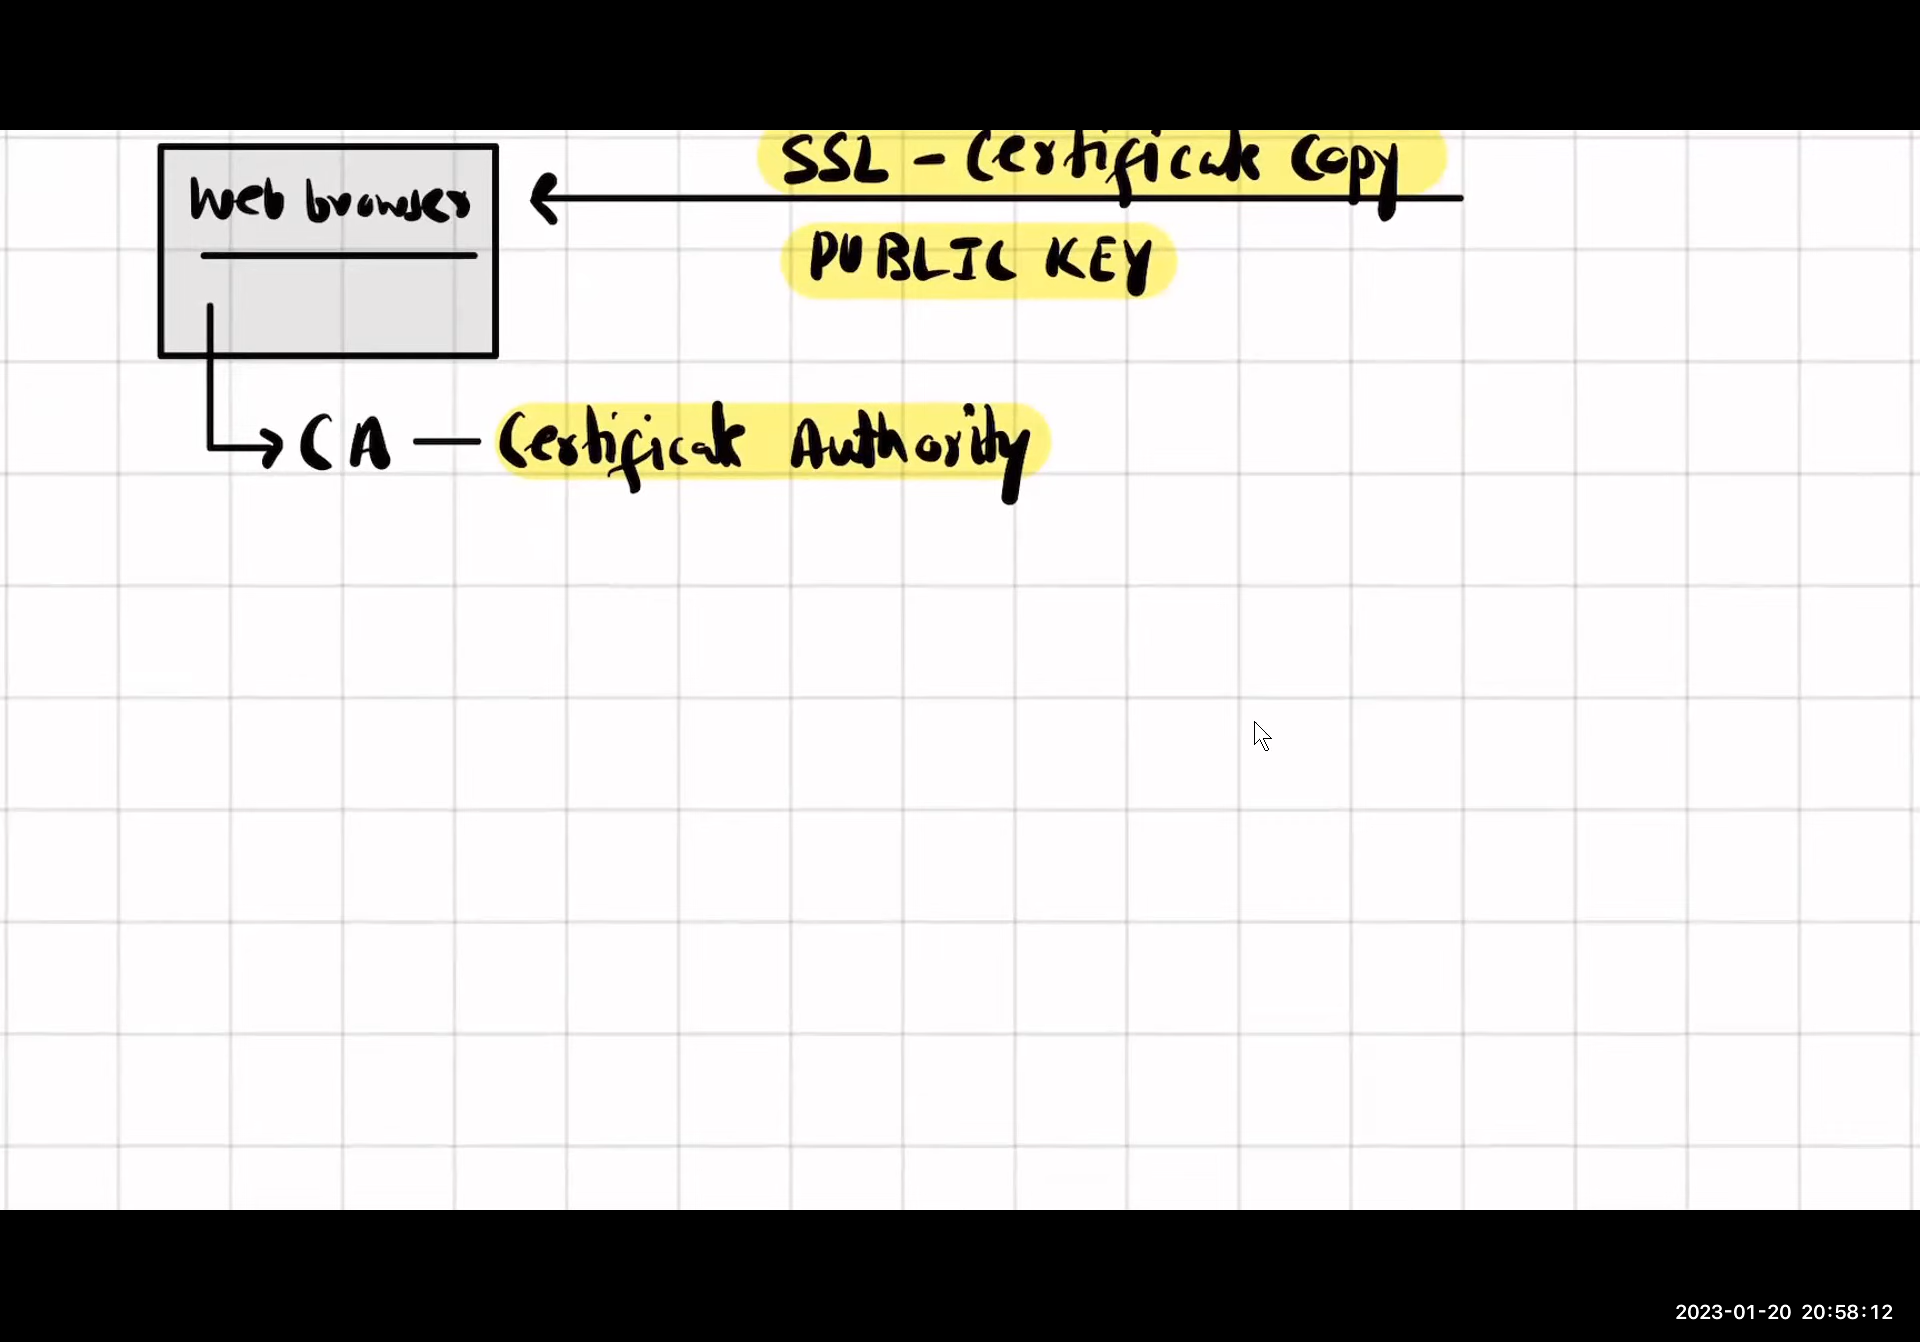 SSL - Certificate Copy
Web browser
PUBLIC KEY
CA — Certificate Authority
2023-01-20 20:58:12